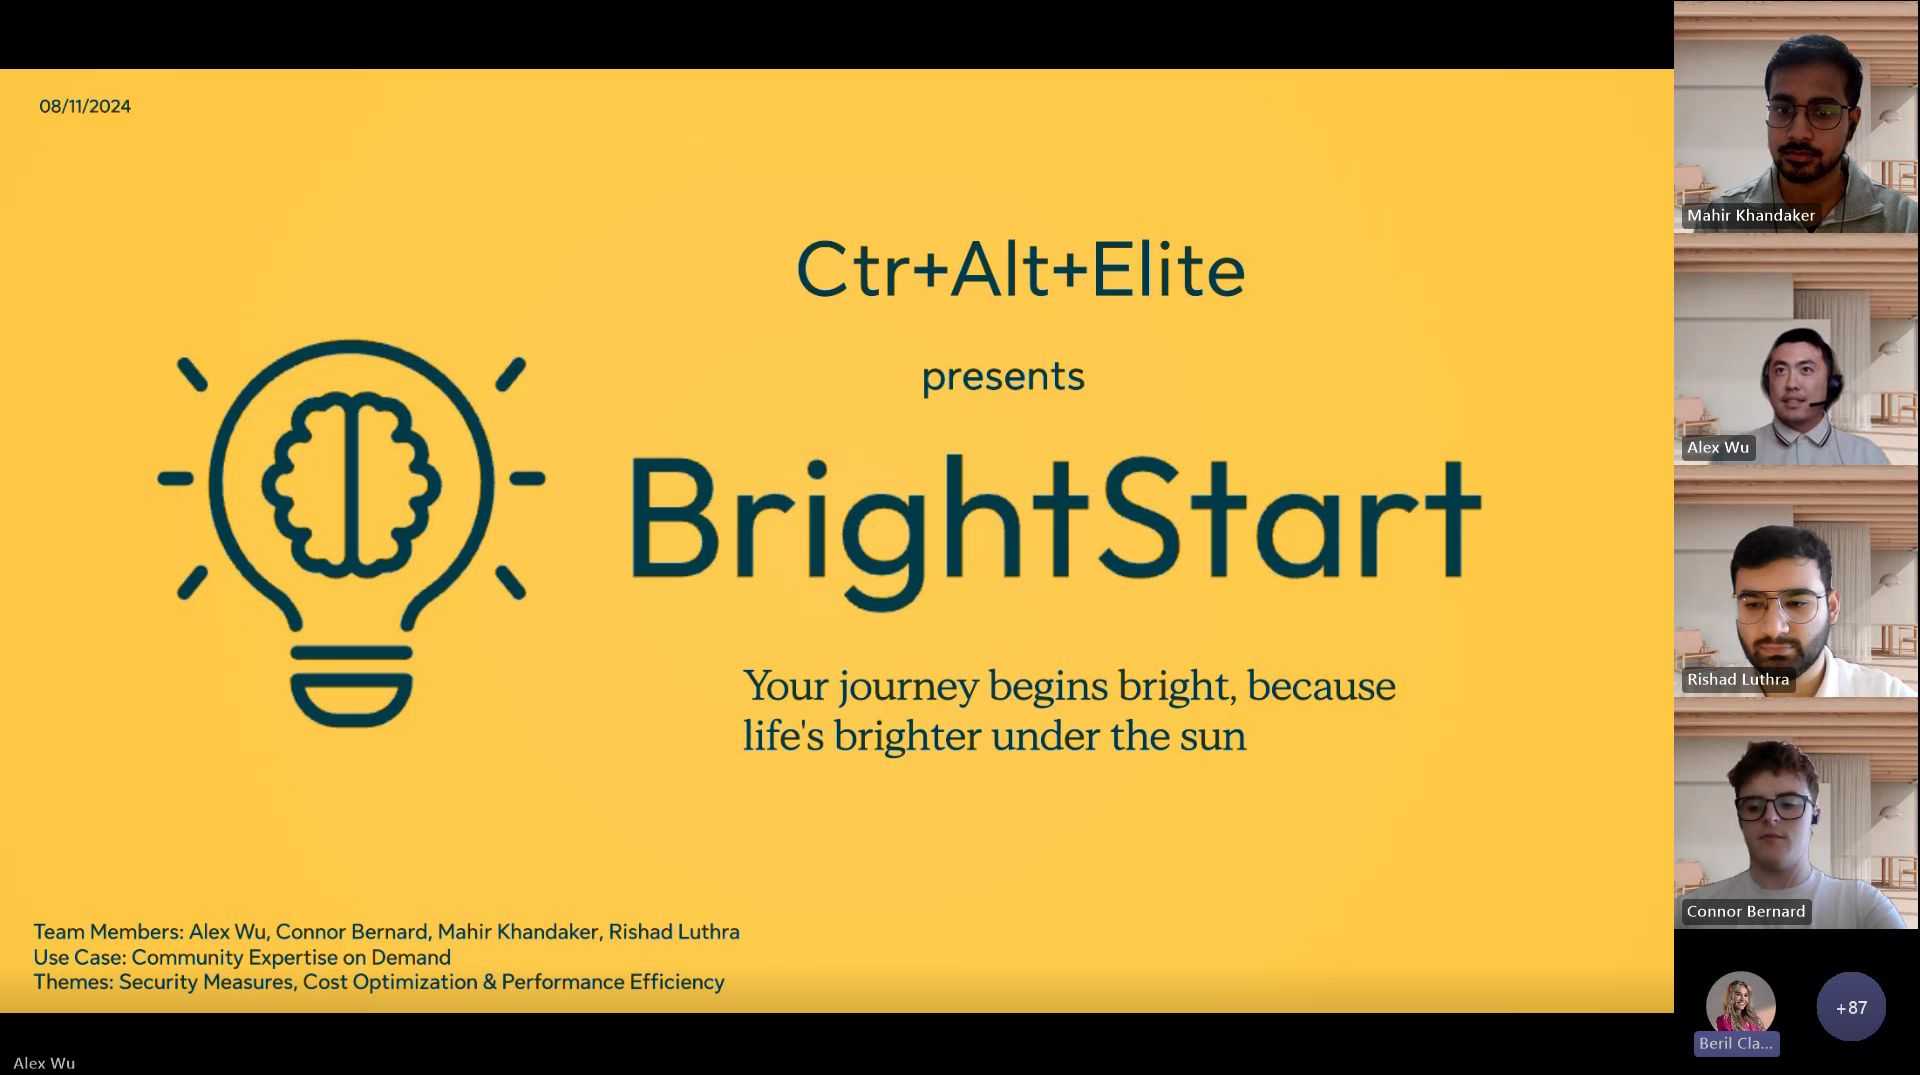 08/11/2024
Ctr+Alt+Elite
presents
BrightStart
Your journey begins bright, because
life's brighter under the sun
Team Members: Alex Wu, Connor Bernard, Mahir Khandaker, Rishad Luthra
Use Case: Community Expertise on Demand
Themes: Security Measures, Cost Optimization & Performance Efficiency
Alex Wu
Mahir Khandaker
Alex Wu
Rishad Luthra
Connor Bernard
Beril Cla...
+87